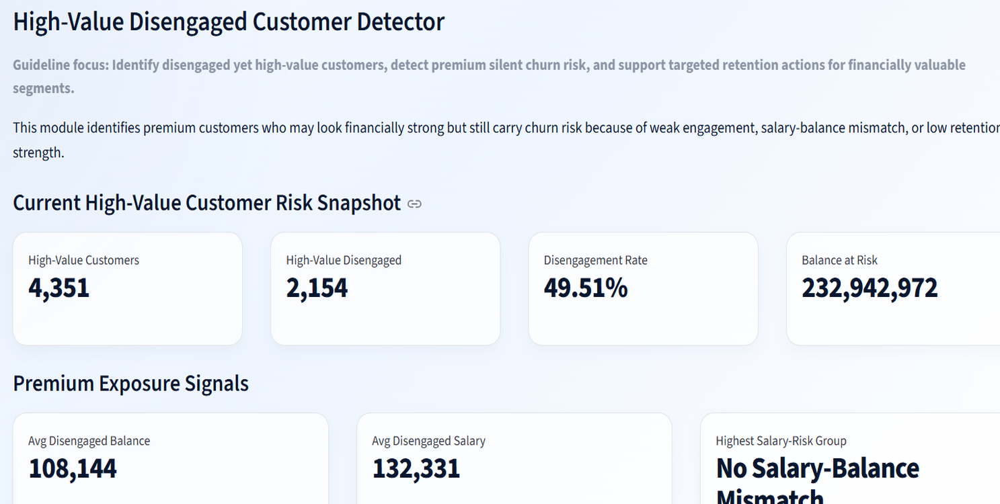 High-Value Disengaged Customer Detector
Guideline focus: Identify disengaged yet high-value customers, detect premium silent churn risk, and support targeted retention actions for financially valuable
segments.
This module identifies premium customers who may look financially strong but still carry churn risk because of weak engagement, salary-balance mismatch, or low retention
strength.
Current High-Value Customer Risk Snapshot
High-Value Customers
4,351
High-Value Disengaged
2,154
Disengagement Rate
49.51%
Balance at Risk
232,942,972
Premium Exposure Signals
Avg Disengaged Balance
108,144
Avg Disengaged Salary
132,331
Highest Salary-Risk Group
No Salary-Balance
Mismatch